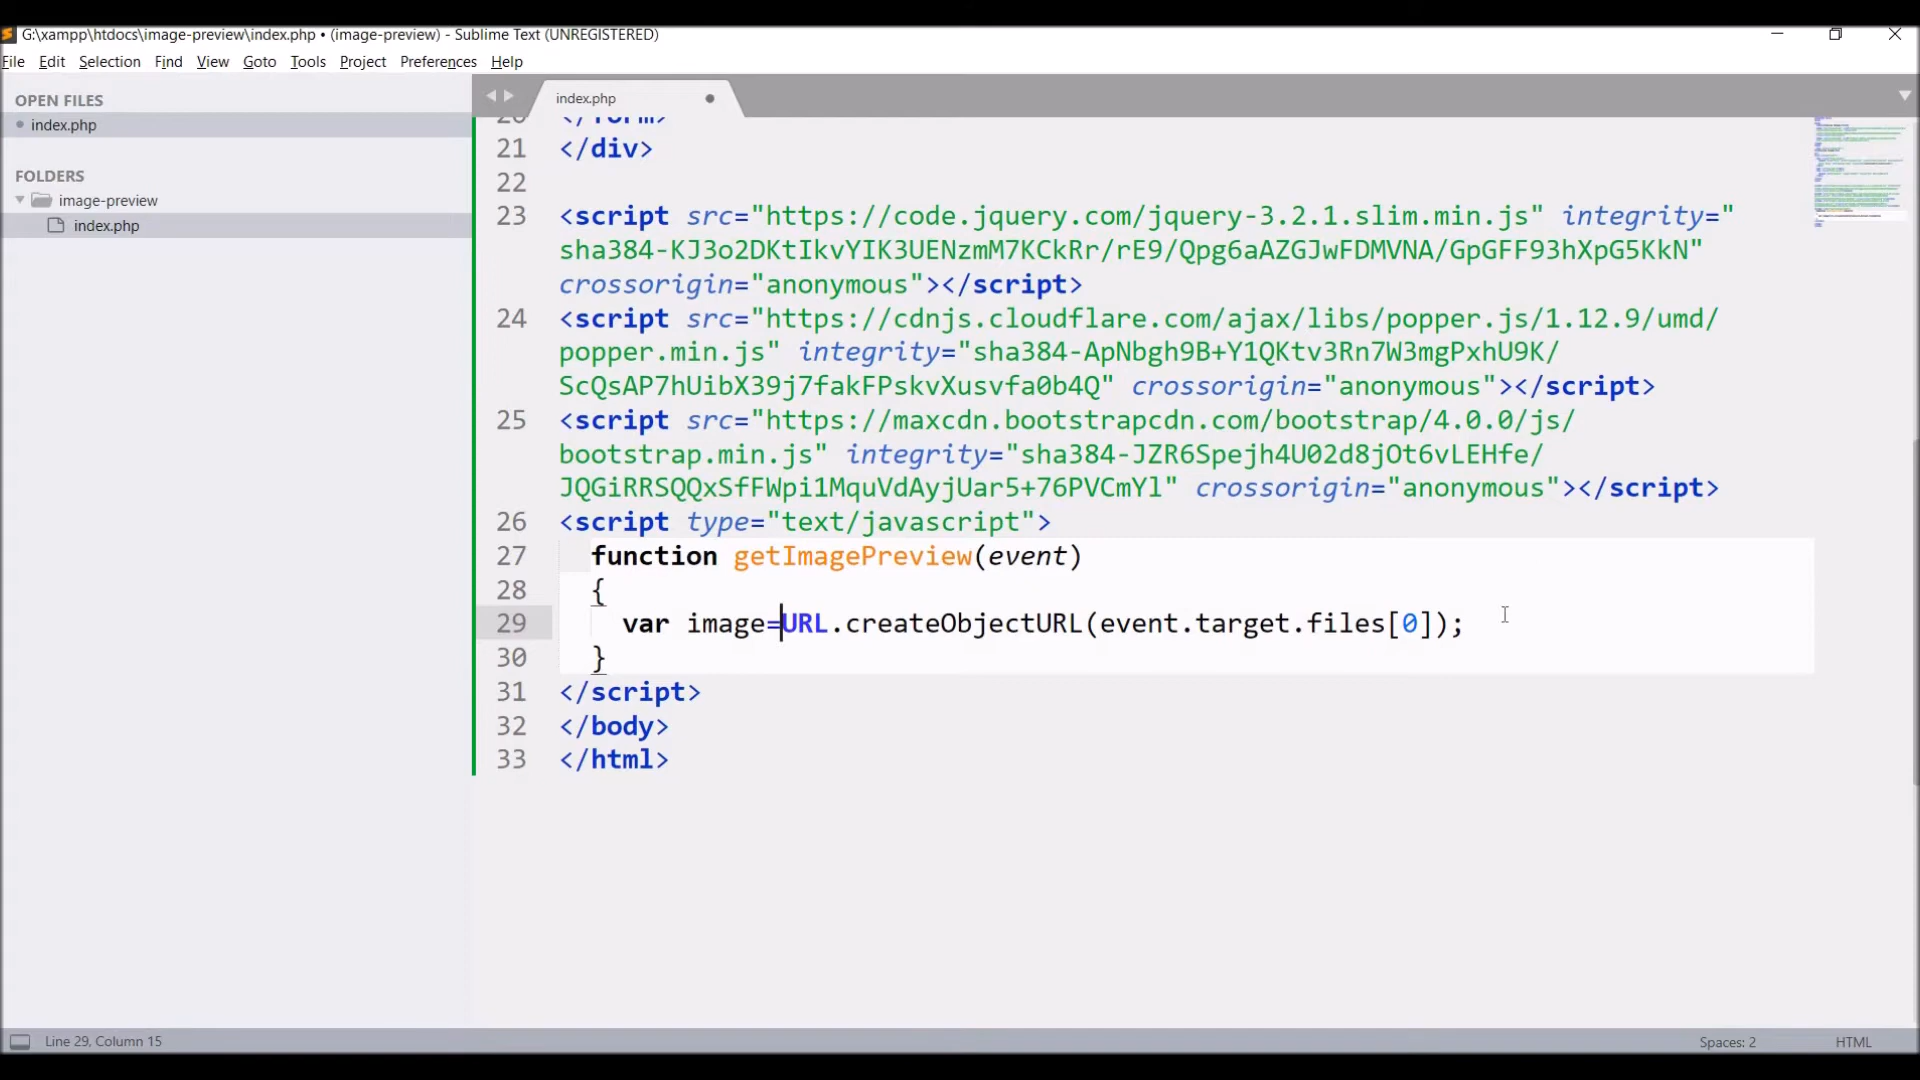 G:\xampp\htdocs\image-preview\index.php • (image-preview) - Sublime Text (UNREGISTERED)
File Edit Selection Find View Goto Tools Project Preferences Help
OPEN FILES
index.php
FOLDERS
image-preview
index.php
index.php
20 </form>
21 </div>
22
23 <script src="https://code.jquery.com/jquery-3.2.1.slim.min.js" integrity="
sha384-KJ3o2DKtIkvYIK3UENzmM7KCkRr/rE9/Qpg6aAZGJwFDMVNA/GpGFF93hXpG5KkN"
crossorigin="anonymous"></script>
24 <script src="https://cdnjs.cloudflare.com/ajax/libs/popper.js/1.12.9/umd/
popper.min.js" integrity="sha384-ApNbgh9B+Y1QKtv3Rn7W3mgPxhU9K/
ScQsAP7hUibX39j7fakFPskvXusvfa0b4Q" crossorigin="anonymous"></script>
25 <script src="https://maxcdn.bootstrapcdn.com/bootstrap/4.0.0/js/
bootstrap.min.js" integrity="sha384-JZR6Spejh4U02d8jOt6vLEHfe/
JQGiRRSQQxSfFWpi1MquVdAyjUar5+76PVCmYl" crossorigin="anonymous"></script>
26 <script type="text/javascript">
27 function getImagePreview(event)
28 {
29 var image=URL.createObjectURL(event.target.files[0]);
30 }
31 </script>
32 </body>
33 </html>
Line 29, Column 15
Spaces: 2
HTML